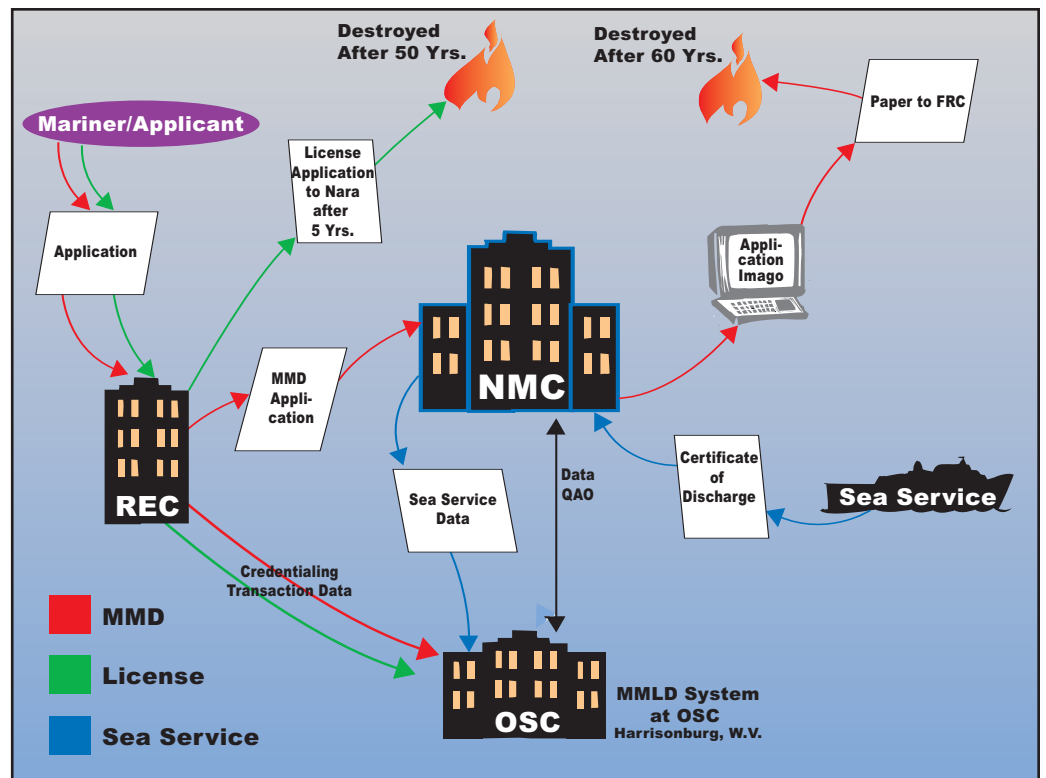 Destroyed
After 50 Yrs.
Destroyed
After 60 Yrs.
Paper to FRC
Mariner/Applicant
License
Application
to Nara
after
5 Yrs.
Application
Appli-
cation
Imago
MMD
Appli-
cation
NMC
REC
Sea Service
Data
Data
QAO
Certificate
of
Discharge
Sea Service
Credentialing
Transaction Data
MMD
License
Sea Service
OSC
MMLD System
at OSC
Harrisonburg, W.V.